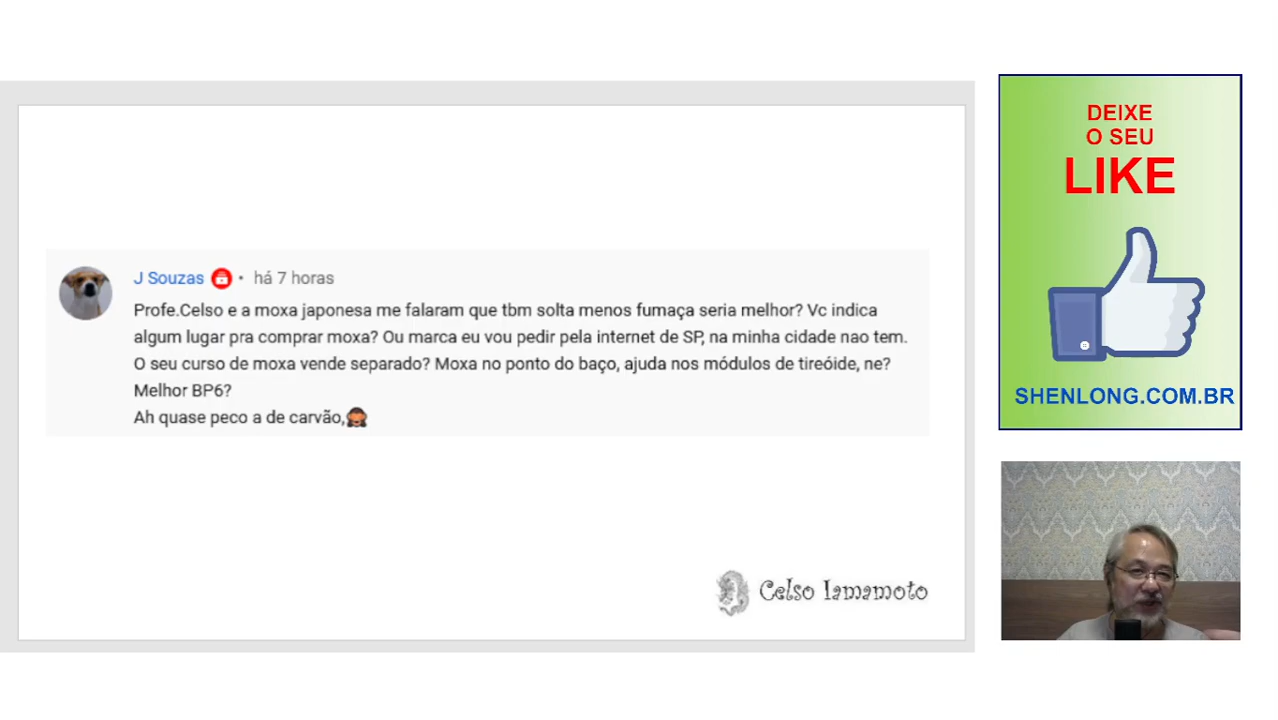 J Souzas • há 7 horas
Profe.Celso e a moxa japonesa me falaram que tbm solta menos fumaça seria melhor? Vc indica
algum lugar pra comprar moxa? Ou marca eu vou pedir pela internet de SP, na minha cidade nao tem.
O seu curso de moxa vende separado? Moxa no ponto do baço, ajuda nos módulos de tireóide, ne?
Melhor BP6?
Ah quase peco a de carvão,🙈
Celso Iamamoto
DEIXE
O SEU
LIKE
SHENLONG.COM.BR